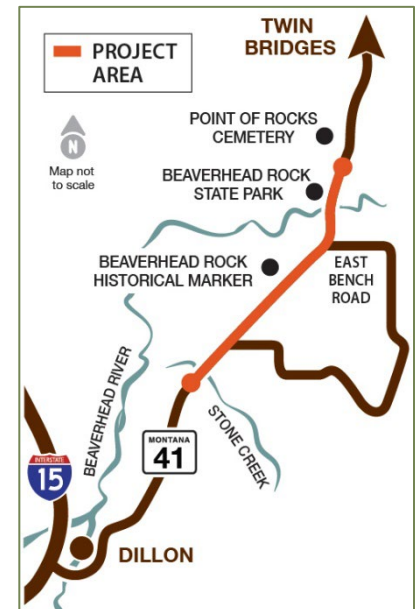 TWIN
BRIDGES
PROJECT
AREA
N
Map not
to scale
POINT OF ROCKS
CEMETERY
BEAVERHEAD ROCK
STATE PARK
BEAVERHEAD ROCK
HISTORICAL MARKER
EAST
BENCH
ROAD
BEAVERHEAD RIVER
STONE CREEK
MONTANA
41
INTERSTATE
15
DILLON